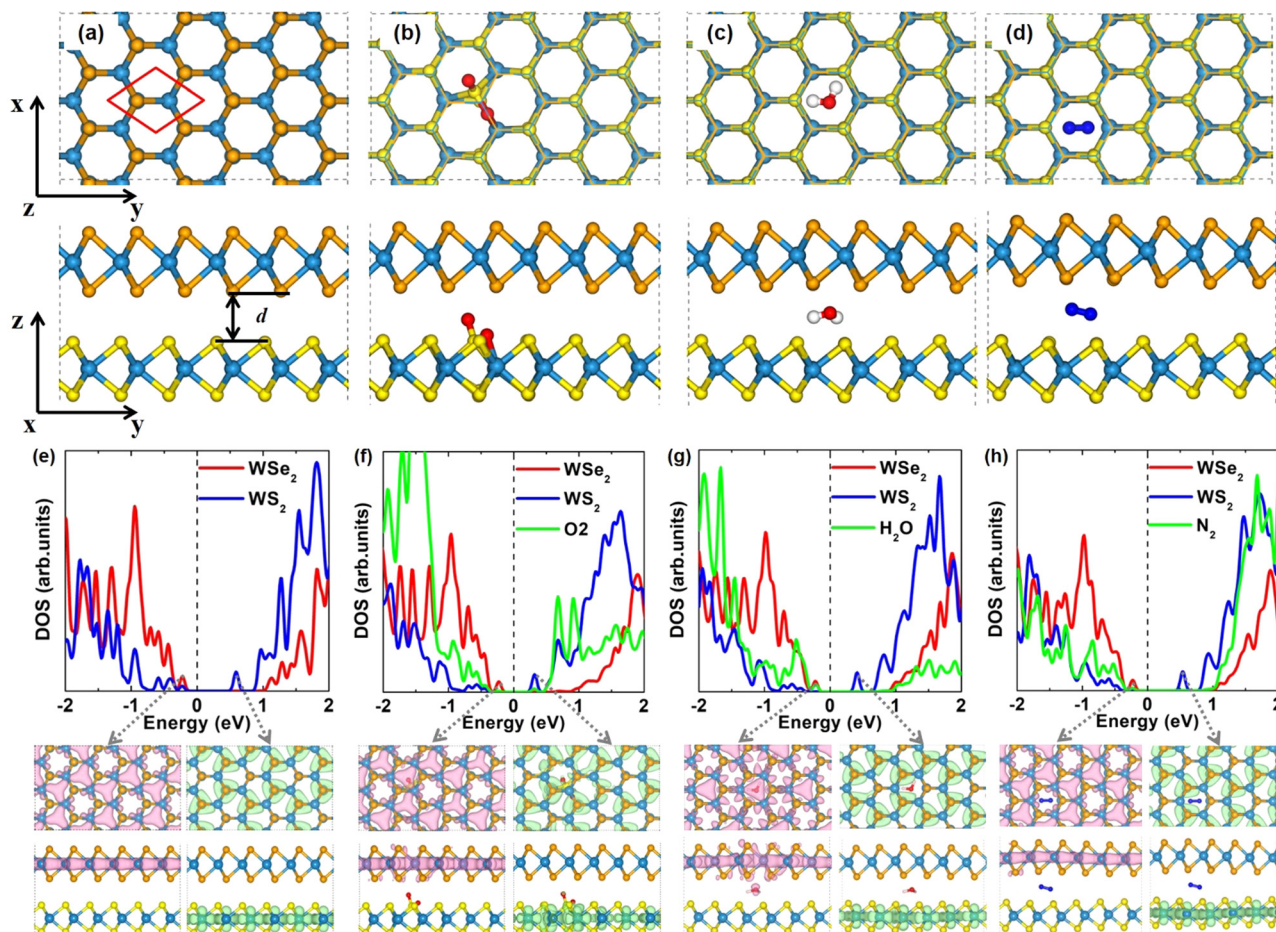 (a) (b) (c) (d)
x
z y
z
d
x y
(e) (f) (g) (h)
WSe2 WSe2 WSe2 WSe2
WS2 WS2 WS2 WS2
O2 H2O N2
DOS (arb.units) DOS (arb.units) DOS (arb.units) DOS (arb.units)
-2 -1 0 1 2 -2 -1 0 1 2 -2 -1 0 1 2 -2 -1 0 1 2
Energy (eV) Energy (eV) Energy (eV) Energy (eV)